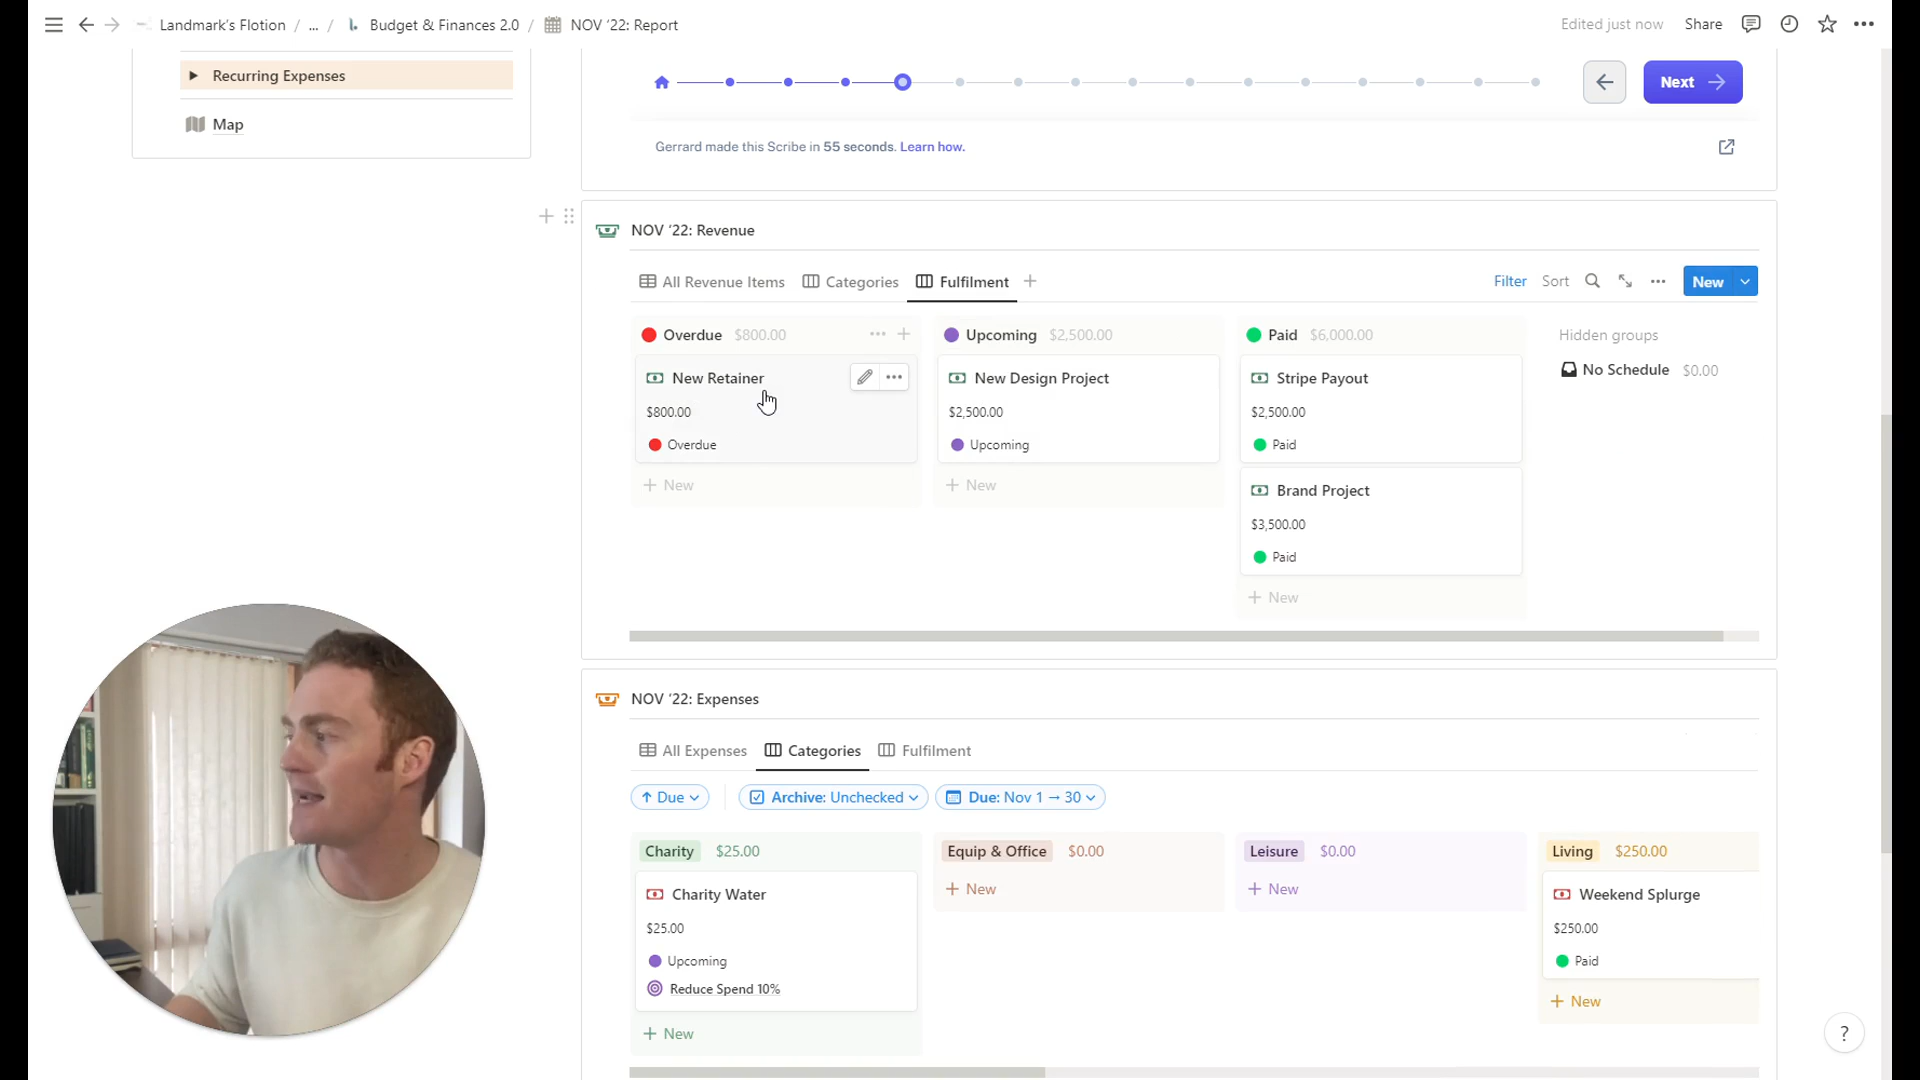 Landmark's Flotion / ... / Budget & Finances 2.0 / NOV '22: Report
Edited just now Share
Recurring Expenses
Map
Next
Gerrard made this Scribe in 55 seconds. Learn how.
NOV '22: Revenue
All Revenue Items Categories Fulfilment
Filter Sort New
Overdue $800.00
New Retainer
$800.00
Overdue
New
Upcoming $2,500.00
New Design Project
$2,500.00
Upcoming
New
Paid $6,000.00
Stripe Payout
$2,500.00
Paid
Brand Project
$3,500.00
Paid
New
Hidden groups
No Schedule $0.00
NOV '22: Expenses
All Expenses Categories Fulfilment
Due Archive: Unchecked Due: Nov 1 → 30
Charity $25.00
Charity Water
$25.00
Upcoming
Reduce Spend 10%
New
Equip & Office $0.00
New
Leisure $0.00
New
Living $250.00
Weekend Splurge
$250.00
Paid
New
?